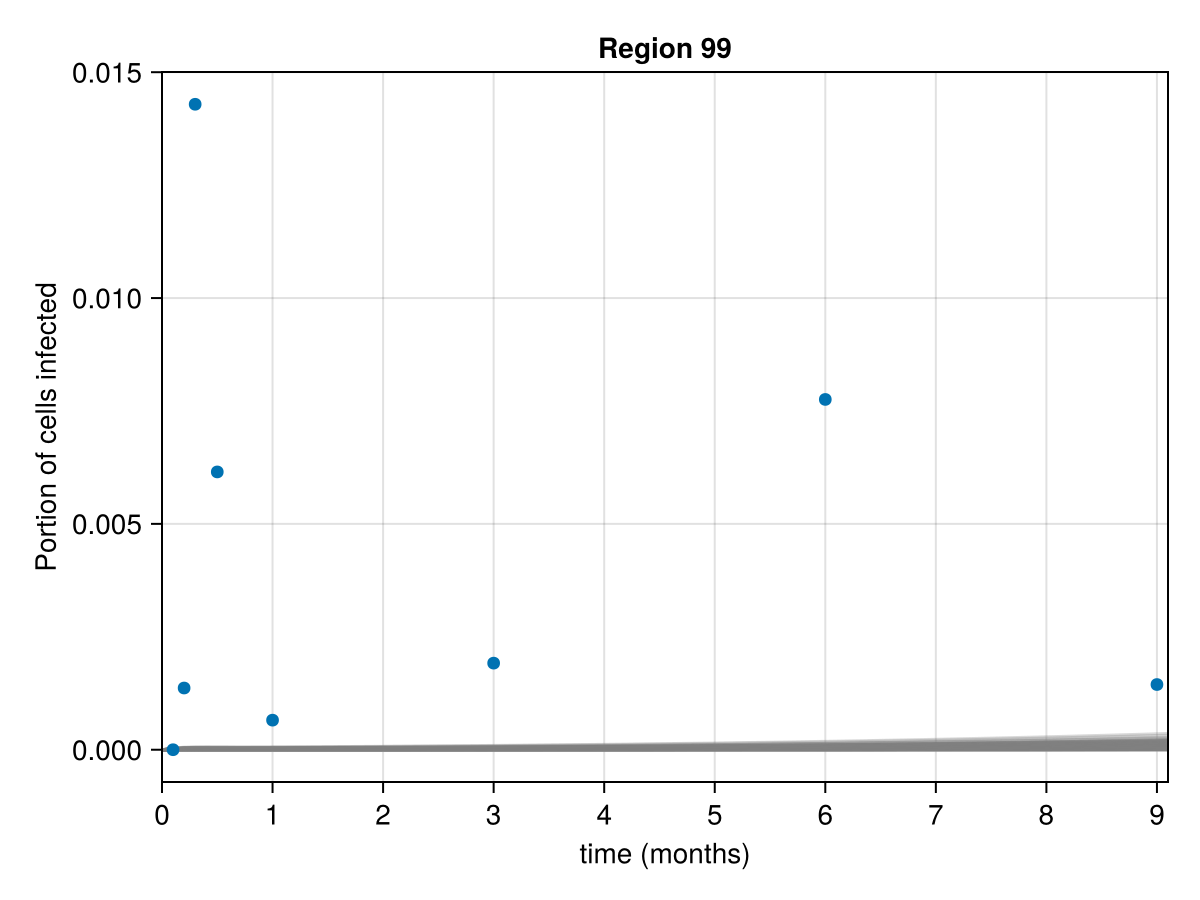 Region 99
0.015
0.010
0.005
0.000
Portion of cells infected
0 1 2 3 4 5 6 7 8 9
time (months)